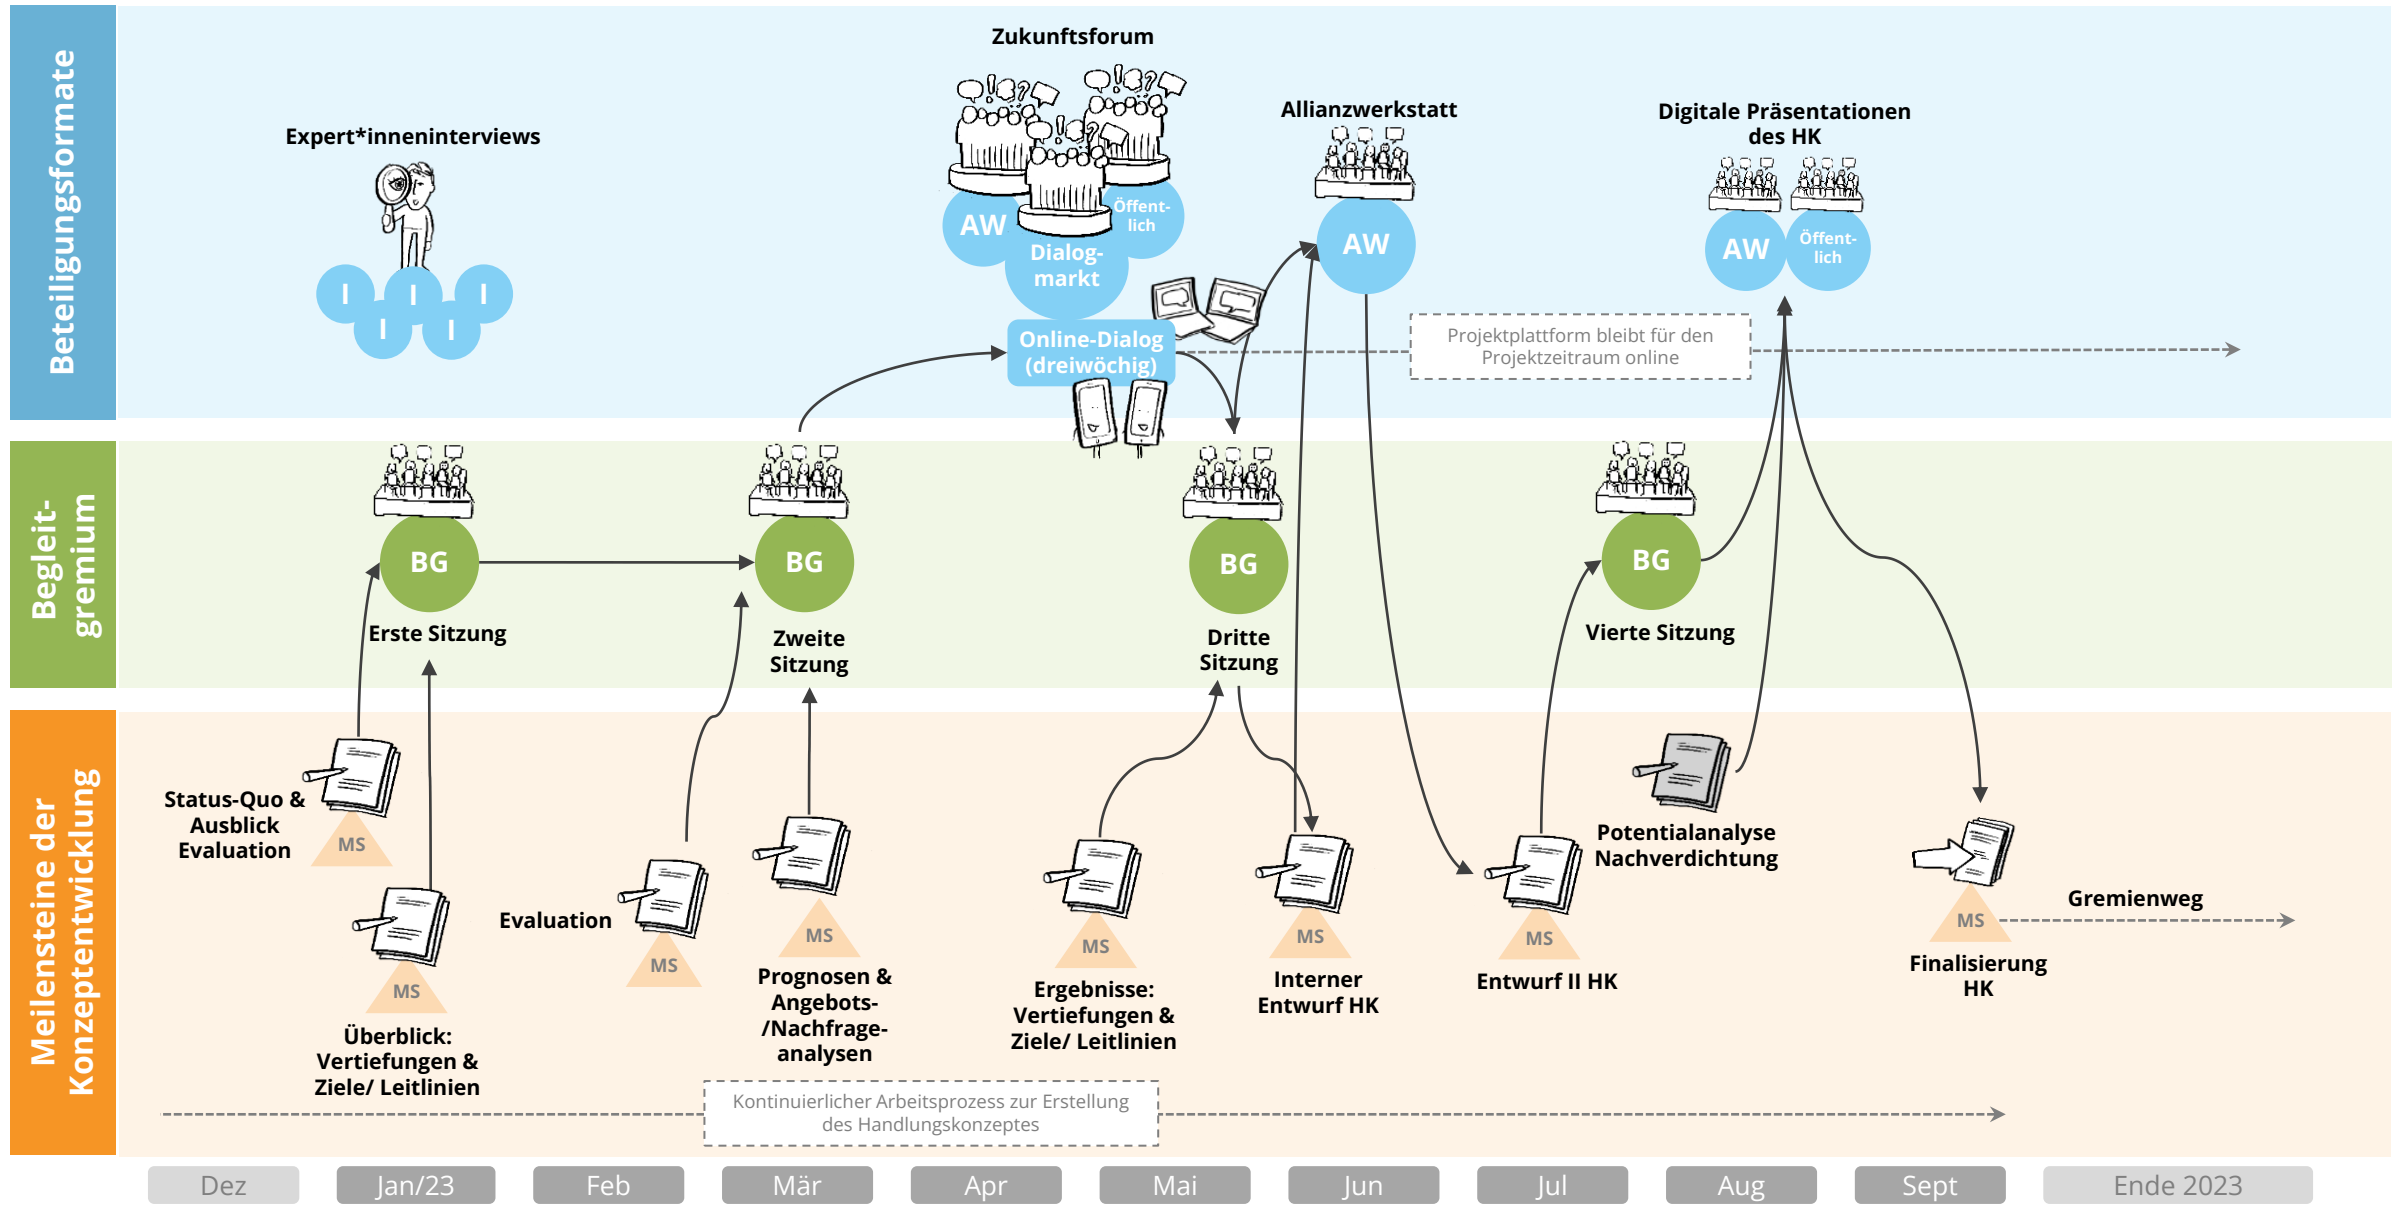 Beteiligungsformate
Zukunftsforum
Expert*inneninterviews
Allianzwerkstatt
Digitale Präsentationen
des HK
I
I
I
I
I
AW
Öffent-
lich
Dialog-
markt
Online-Dialog
(dreiwöchig)
AW
AW
Öffent-
lich
Projektplattform bleibt für den
Projektzeitraum online
Begleit-
gremium
BG
Erste Sitzung
BG
Zweite
Sitzung
BG
Dritte
Sitzung
BG
Vierte Sitzung
Meilensteine der
Konzeptentwicklung
Status-Quo &
Ausblick
Evaluation
MS
MS
Überblick:
Vertiefungen &
Ziele/ Leitlinien
Evaluation
MS
MS
Prognosen &
Angebots-
/Nachfrage-
analysen
MS
Ergebnisse:
Vertiefungen &
Ziele/ Leitlinien
MS
Interner
Entwurf HK
MS
Entwurf II HK
Potentialanalyse
Nachverdichtung
MS
Finalisierung
HK
Gremienweg
Kontinuierlicher Arbeitsprozess zur Erstellung
des Handlungskonzeptes
Dez
Jan/23
Feb
Mär
Apr
Mai
Jun
Jul
Aug
Sept
Ende 2023